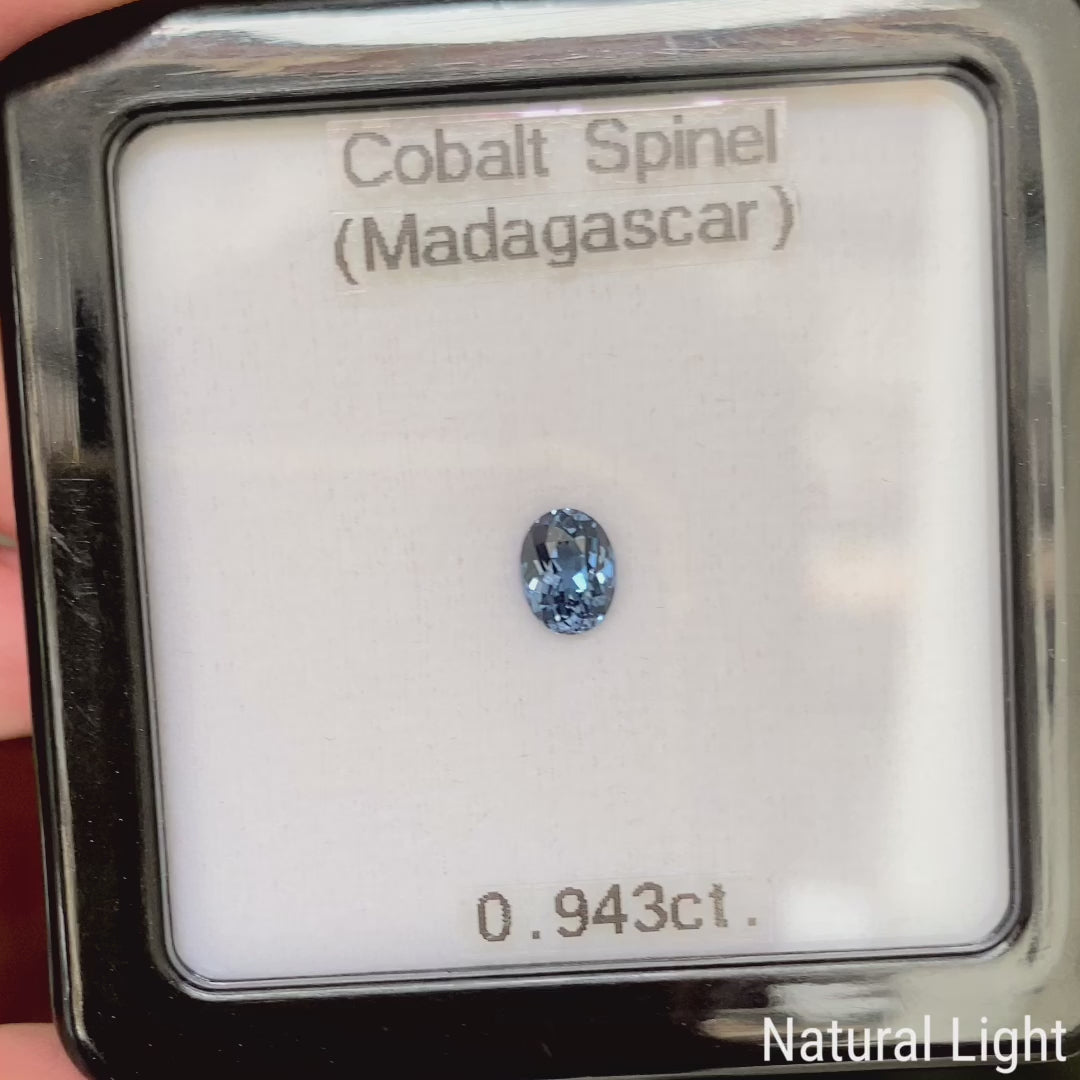 Cobalt Spinel
(Madagascar)
0.943ct.
Natural Light